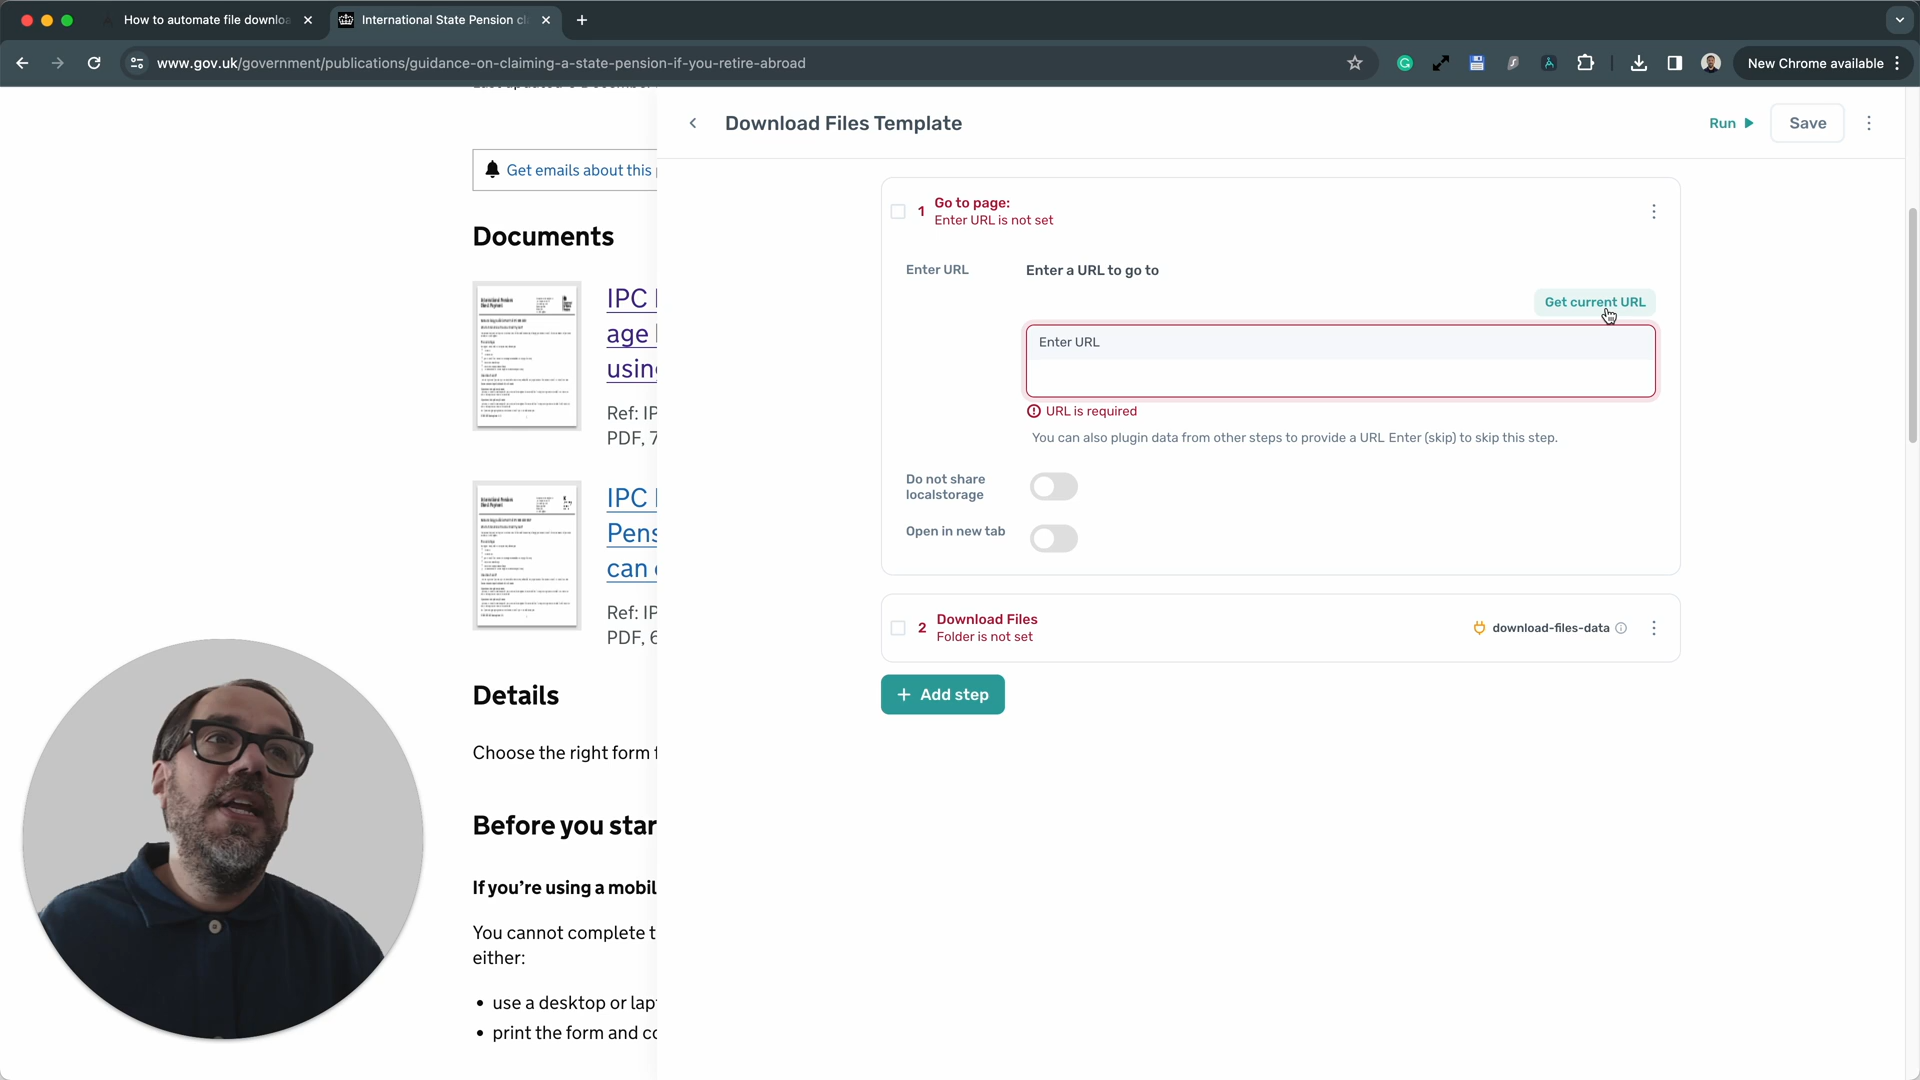 How to automate file downloa
International State Pension cl
www.gov.uk/government/publications/guidance-on-claiming-a-state-pension-if-you-retire-abroad
New Chrome available
Get emails about this
Documents
IPC
age
using
Ref: IP
PDF, 7
IPC
Pens
can
Ref: IP
PDF, 6
Details
Choose the right form
Before you star
If you're using a mobil
You cannot complete t
either:
• use a desktop or lap
• print the form and co
Download Files Template
Run
Save
1
Go to page:
Enter URL is not set
Enter URL
Enter a URL to go to
Get current URL
Enter URL
URL is required
You can also plugin data from other steps to provide a URL Enter (skip) to skip this step.
Do not share
localstorage
Open in new tab
2
Download Files
Folder is not set
download-files-data
+ Add step